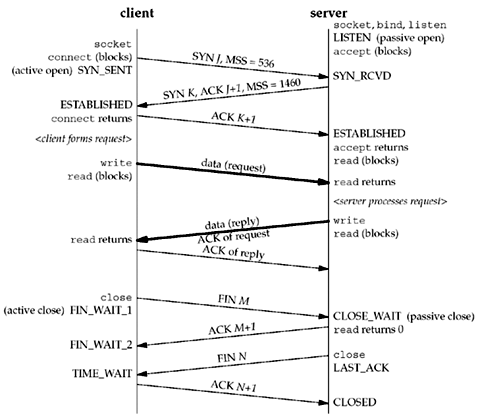 client
server
socket, bind, listen
LISTEN (passive open)
accept (blocks)
socket
connect (blocks)
(active open) SYN_SENT
SYN J, MSS = 536
SYN_RCVD
SYN K, ACK J+1, MSS = 1460
ESTABLISHED
connect returns
ACK K+1
<client forms request>
ESTABLISHED
accept returns
read (blocks)
write
read (blocks)
data (request)
read returns
<server processes request>
write
read (blocks)
data (reply)
ACK of request
read returns
ACK of reply
close
(active close) FIN_WAIT_1
FIN M
CLOSE_WAIT (passive close)
read returns 0
ACK M+1
FIN_WAIT_2
close
LAST_ACK
FIN N
TIME_WAIT
ACK N+1
CLOSED